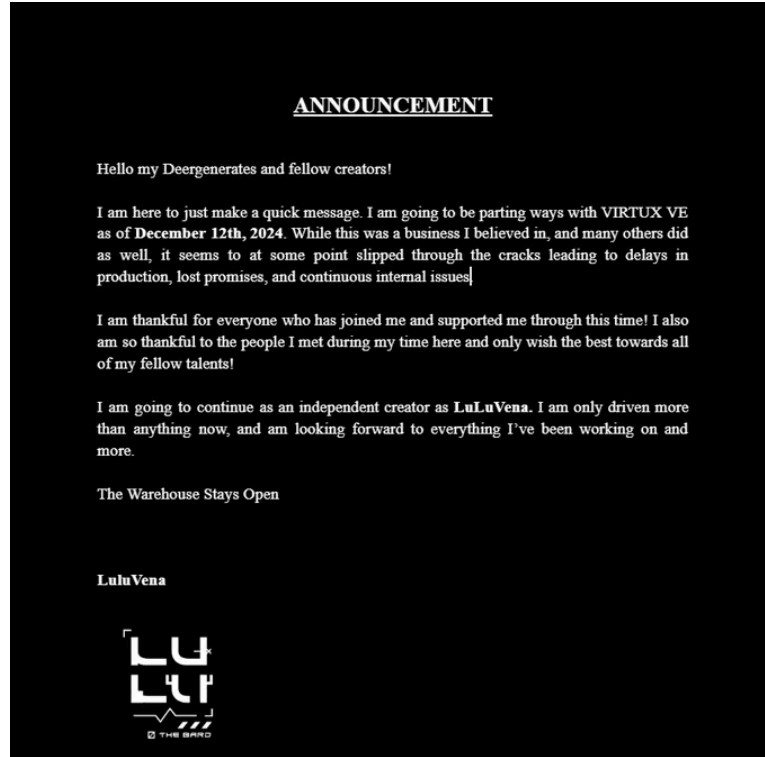 ANNOUNCEMENT
Hello my Deergenerates and fellow creators!
I am here to just make a quick message. I am going to be parting ways with VIRTUX VE
as of December 12th, 2024. While this was a business I believed in, and many others did
as well, it seems to at some point slipped through the cracks leading to delays in
production, lost promises, and continuous internal issues
I am thankful for everyone who has joined me and supported me through this time! I also
am so thankful to the people I met during my time here and only wish the best towards all
of my fellow talents!
I am going to continue as an independent creator as LuLuVena. I am only driven more
than anything now, and am looking forward to everything I’ve been working on and
more.
The Warehouse Stays Open
LuluVena
LU
LU
THE BARD